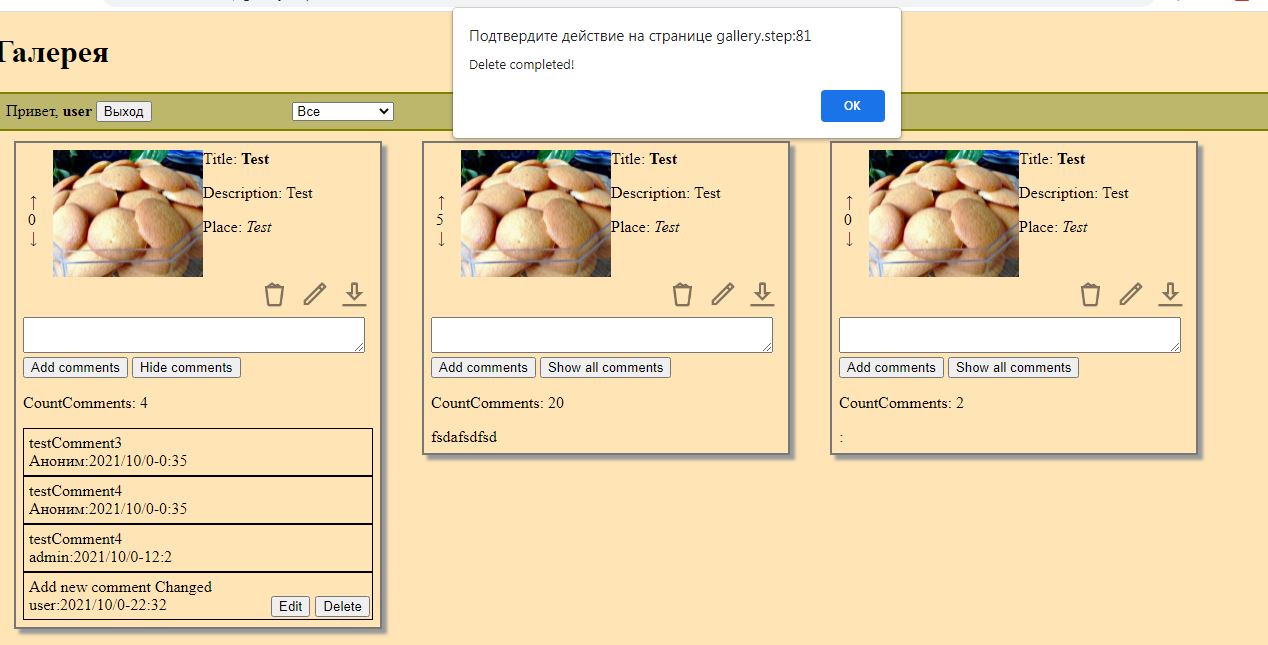 Подтвердите действие на странице gallery.step:81
Delete completed!
OK
Галерея
Привет, user Выход Все
↑
0
↓
Title: Test
Description: Test
Place: Test
Add comments Hide comments
CountComments: 4
testComment3
Аноним:2021/10/0-0:35
testComment4
Аноним:2021/10/0-0:35
testComment4
admin:2021/10/0-12:2
Add new comment Changed
user:2021/10/0-22:32 Edit Delete
↑
5
↓
Title: Test
Description: Test
Place: Test
Add comments Show all comments
CountComments: 20
fsdafsdfsd
↑
0
↓
Title: Test
Description: Test
Place: Test
Add comments Show all comments
CountComments: 2
: